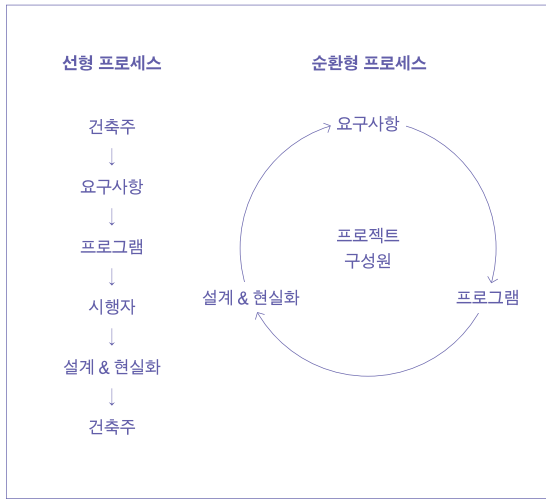 선형 프로세스
건축주
요구사항
프로그램
시행자
설계 & 현실화
건축주
순환형 프로세스
요구사항
프로젝트
구성원
설계 & 현실화
프로그램